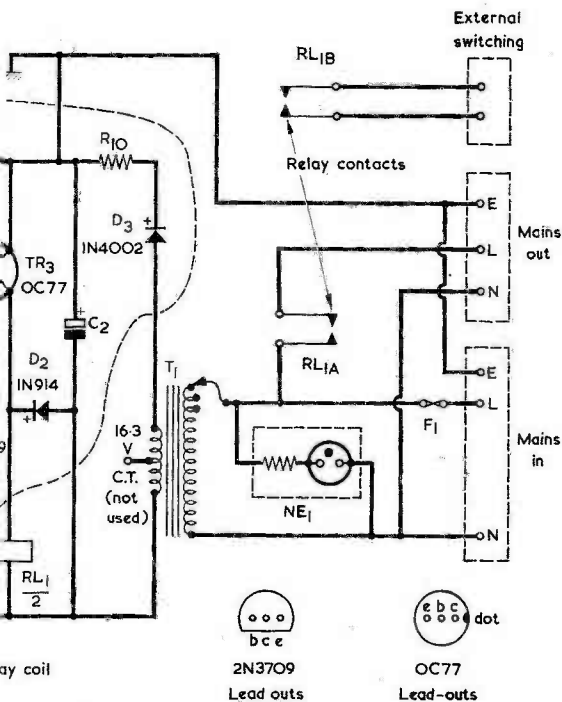 External
switching
RL1B
R10
Relay contacts
D3
+
1N4002
E
TR3
OC77
L
Mains
out
N
+
C2
D2
1N914
+
RL1A
T1
E
L
F1
16·3
V
C.T.
(not
used)
Mains
in
NE1
N
RL1
2
e b c
dot
b c e
ay coil
2N3709
OC77
Lead outs
Lead-outs